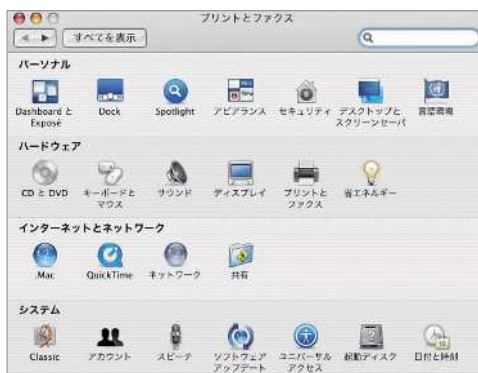 プリントとファクス
すべてを表示
パーソナル
Dashboard と Exposé
Dock
Spotlight
アピアランス
セキュリティ
デスクトップと スクリーンセーバ
言語環境
ハードウェア
CD と DVD
キーボードと マウス
サウンド
ディスプレイ
プリントと ファクス
省エネルギー
インターネットとネットワーク
.Mac
QuickTime
ネットワーク
共有
システム
Classic
アカウント
スピーチ
ソフトウェア アップデート
ユニバーサル アクセス
起動ディスク
日付と時刻